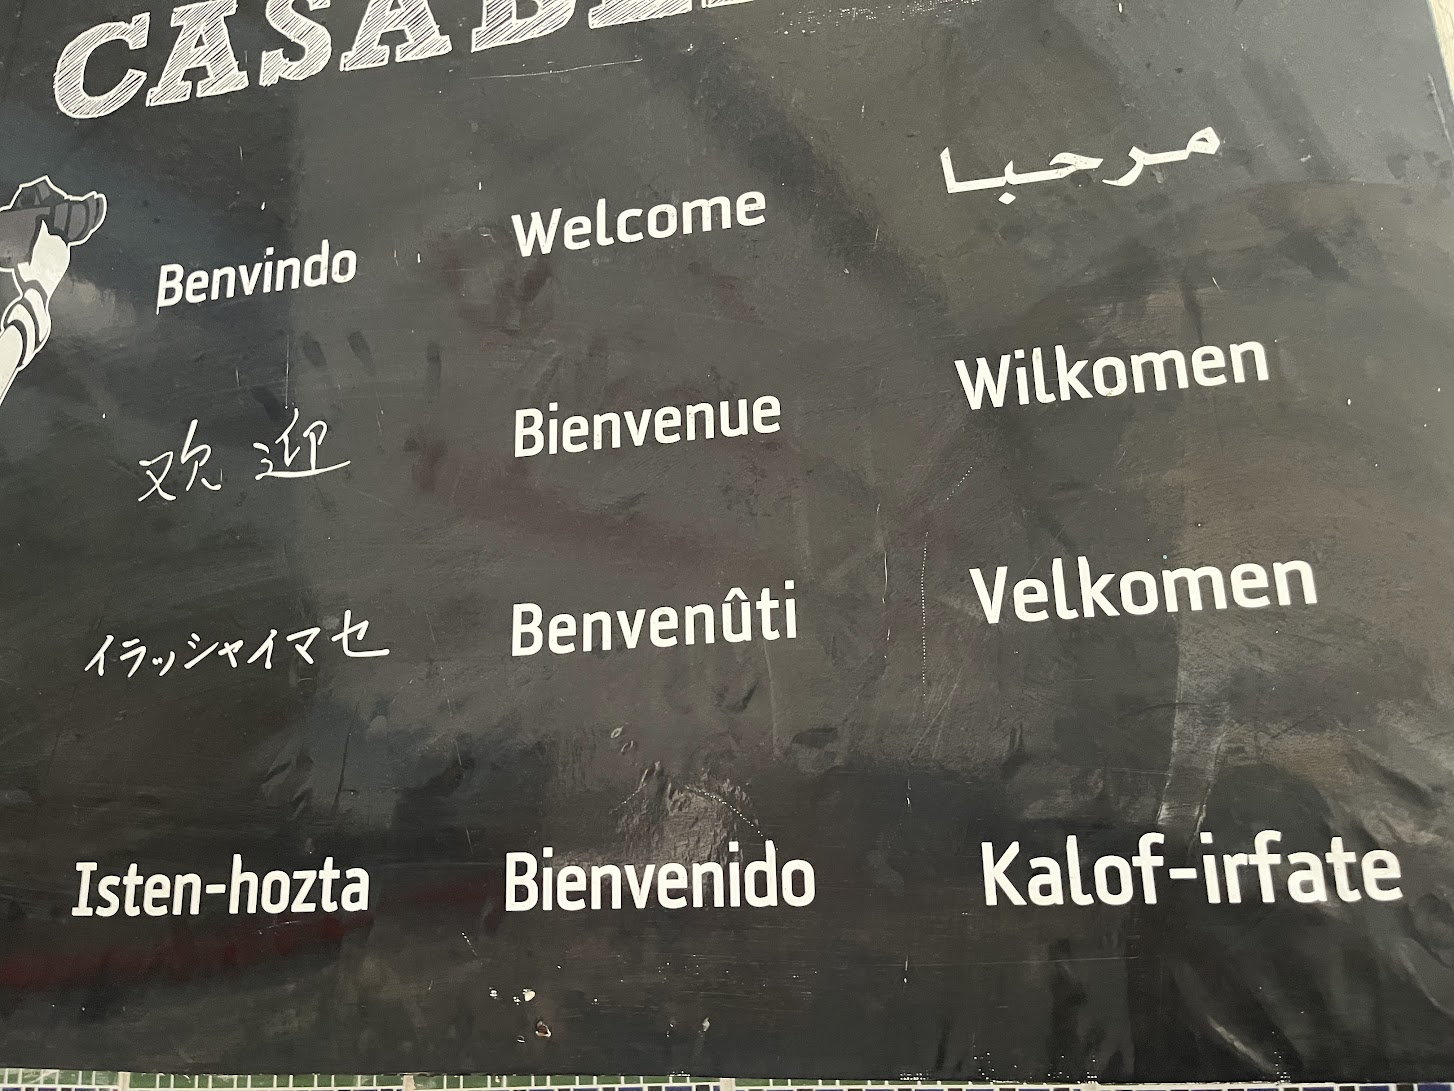 Benvindo Welcome مرحبا
欢迎 Bienvenue Wilkomen
イラッシャイマセ Benvenûti Velkomen
Isten-hozta Bienvenido Kalof-irfate